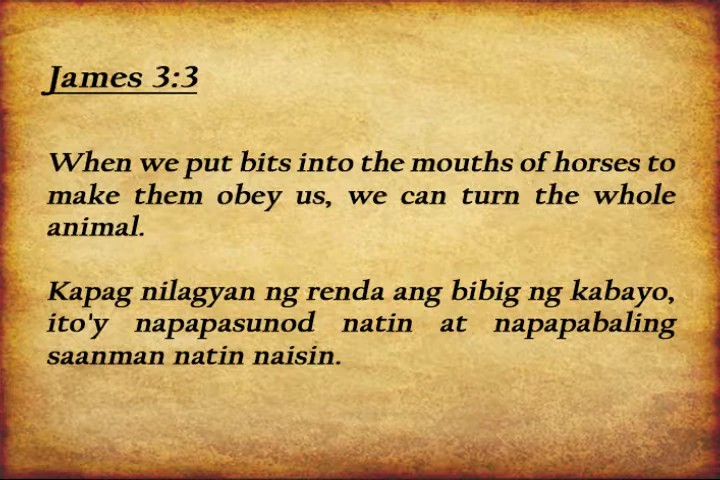 James 3:3
When we put bits into the mouths of horses to
make them obey us, we can turn the whole
animal.
Kapag nilagyan ng renda ang bibig ng kabayo,
ito'y napapasunod natin at napapabaling
saanman natin naisin.